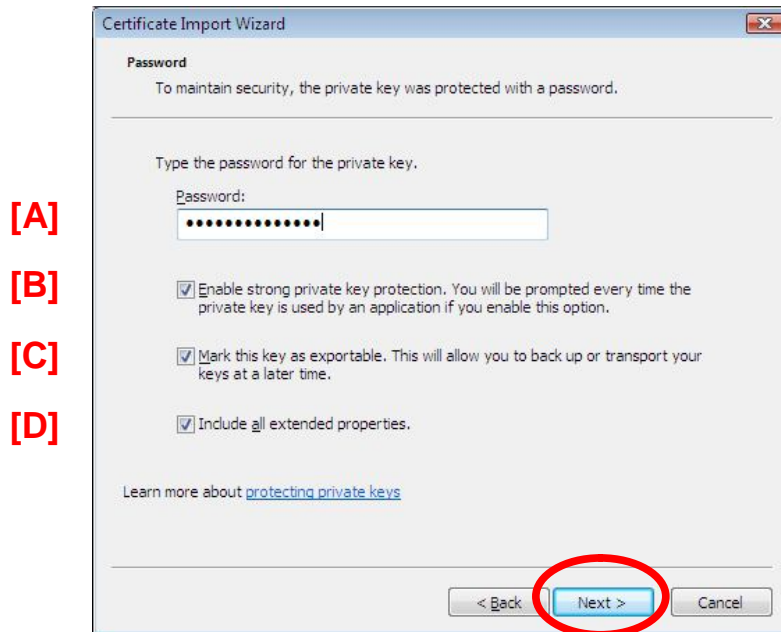 Certificate Import Wizard
Password
To maintain security, the private key was protected with a password.
Type the password for the private key.
Password:
[A] ••••••••••••••
[B] Enable strong private key protection. You will be prompted every time the
private key is used by an application if you enable this option.
[C] Mark this key as exportable. This will allow you to back up or transport your
keys at a later time.
[D] Include all extended properties.
Learn more about protecting private keys
< Back Next > Cancel